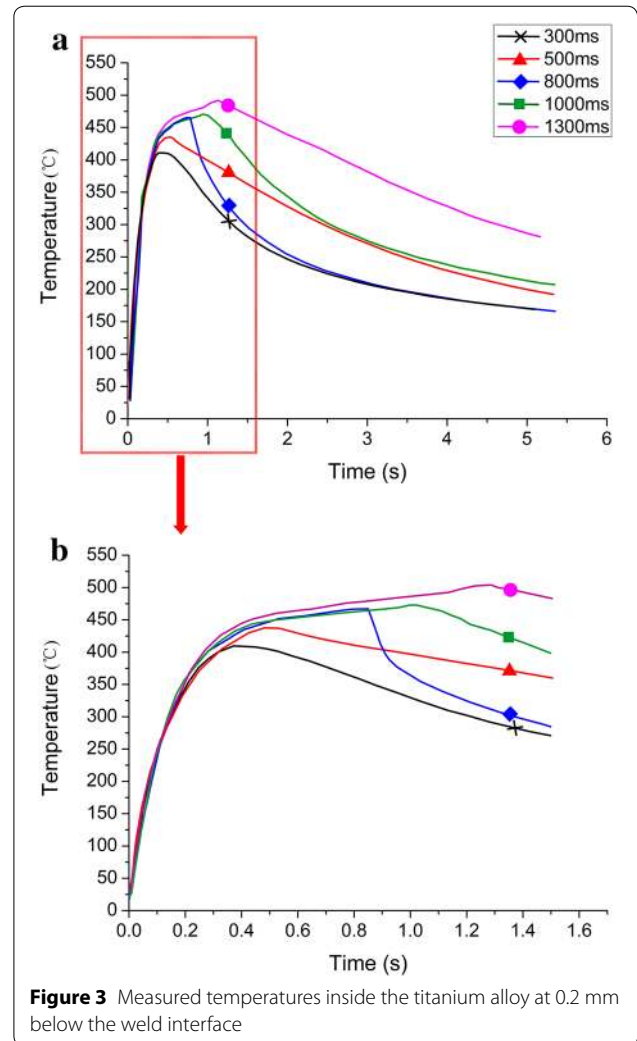 a
300ms
500ms
800ms
1000ms
1300ms
Temperature(℃)
550
500
450
400
350
300
250
200
150
100
50
0
0 1 2 3 4 5 6
Time (s)
b
Temperature(℃)
550
500
450
400
350
300
250
200
150
100
50
0
0.0 0.2 0.4 0.6 0.8 1.0 1.2 1.4 1.6
Time (s)
Figure 3 Measured temperatures inside the titanium alloy at 0.2 mm
below the weld interface